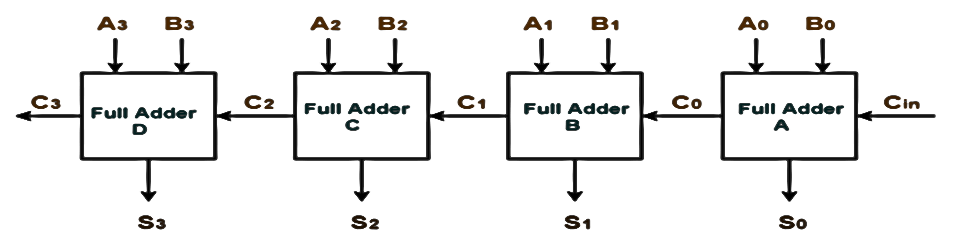 A3 B3 A2 B2 A1 B1 A0 B0
C3 Full Adder C2 Full Adder C1 Full Adder C0 Full Adder Cin
D C B A
S3 S2 S1 S0